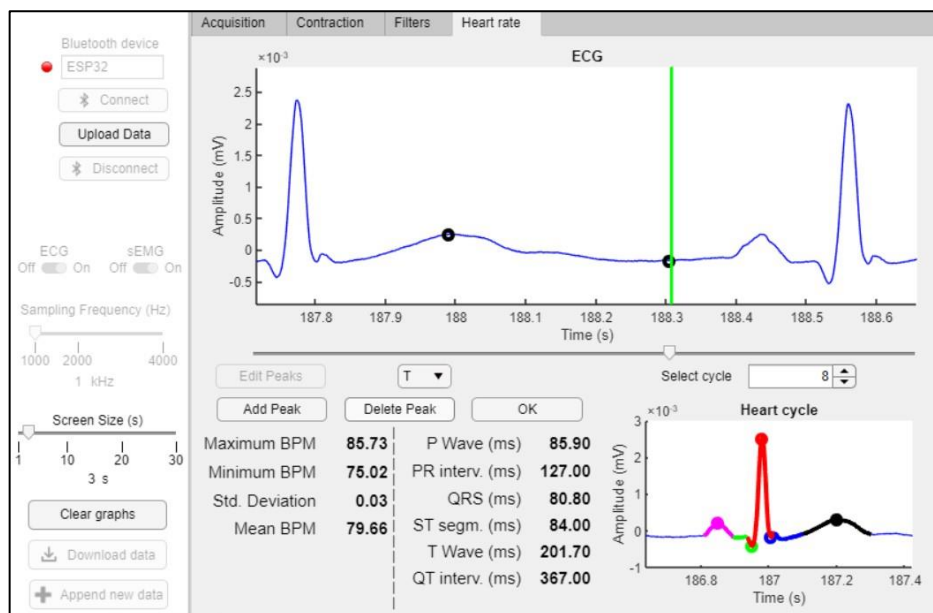 Acquisition Contraction Filters Heart rate
Bluetooth device
ESP32
Connect
Upload Data
Disconnect
ECG sEMG
Off On Off On
Sampling Frequency (Hz)
1000 2000 4000
1 kHz
Screen Size (s)
1 10 20 30
3 s
Clear graphs
Download data
Append new data
×10⁻³ ECG
2.5
2
1.5
1
0.5
0
-0.5
Amplitude (mV)
187.8 187.9 188 188.1 188.2 188.3 188.4 188.5 188.6
Time (s)
Edit Peaks T Select cycle 8
Add Peak Delete Peak OK
Maximum BPM 85.73
Minimum BPM 75.02
Std. Deviation 0.03
Mean BPM 79.66
P Wave (ms) 85.90
PR interv. (ms) 127.00
QRS (ms) 80.80
ST segm. (ms) 84.00
T Wave (ms) 201.70
QT interv. (ms) 367.00
×10⁻³ Heart cycle
3
2
1
0
-1
Amplitude (mV)
186.8 187 187.2 187.4
Time (s)